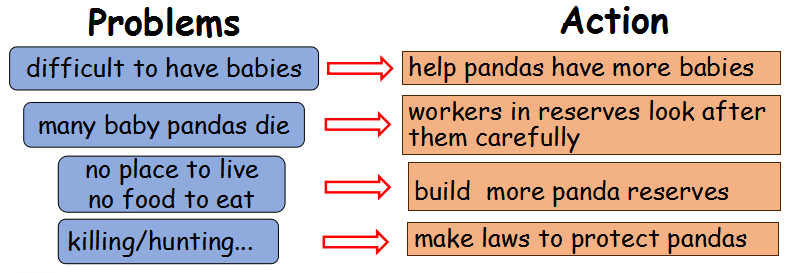 Problems
Action
difficult to have babies
help pandas have more babies
many baby pandas die
workers in reserves look after
them carefully
no place to live
no food to eat
build more panda reserves
killing/hunting...
make laws to protect pandas